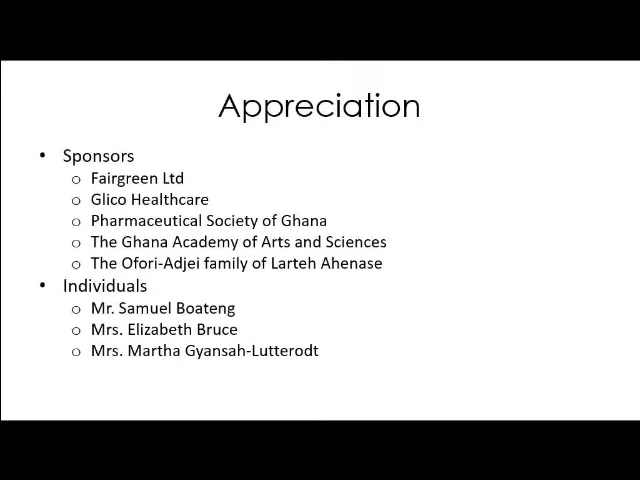 Appreciation
• Sponsors
o Fairgreen Ltd
o Glico Healthcare
o Pharmaceutical Society of Ghana
o The Ghana Academy of Arts and Sciences
o The Ofori-Adjei family of Larteh Ahenase
• Individuals
o Mr. Samuel Boateng
o Mrs. Elizabeth Bruce
o Mrs. Martha Gyansah-Lutterodt